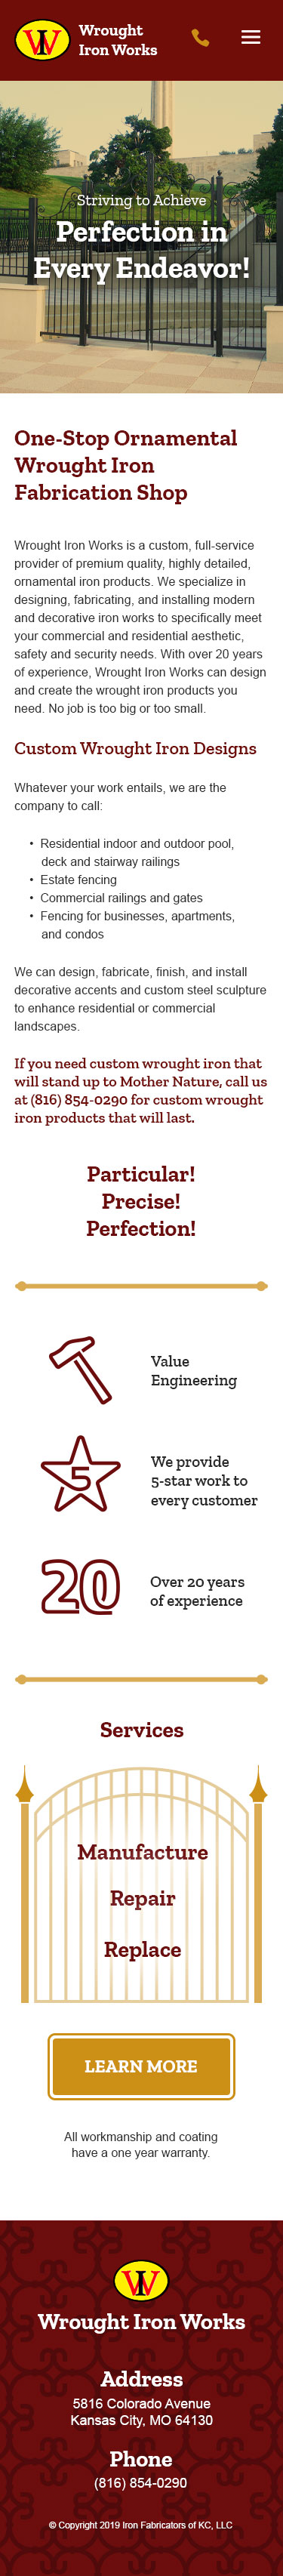 WI
Wrought
Iron Works
Striving to Achieve
Perfection in
Every Endeavor!
One-Stop Ornamental
Wrought Iron
Fabrication Shop
Wrought Iron Works is a custom, full-service
provider of premium quality, highly detailed,
ornamental iron products. We specialize in
designing, fabricating, and installing modern
and decorative iron works to specifically meet
your commercial and residential aesthetic,
safety and security needs. With over 20 years
of experience, Wrought Iron Works can design
and create the wrought iron products you
need. No job is too big or too small.
Custom Wrought Iron Designs
Whatever your work entails, we are the
company to call:
• Residential indoor and outdoor pool,
deck and stairway railings
• Estate fencing
• Commercial railings and gates
• Fencing for businesses, apartments,
and condos
We can design, fabricate, finish, and install
decorative accents and custom steel sculpture
to enhance residential or commercial
landscapes.
If you need custom wrought iron that
will stand up to Mother Nature, call us
at (816) 854-0290 for custom wrought
iron products that will last.
Particular!
Precise!
Perfection!
Value
Engineering
5
We provide
5-star work to
every customer
20
Over 20 years
of experience
Services
Manufacture
Repair
Replace
LEARN MORE
All workmanship and coating
have a one year warranty.
WI
Wrought Iron Works
Address
5816 Colorado Avenue
Kansas City, MO 64130
Phone
(816) 854-0290
© Copyright 2019 Iron Fabricators of KC, LLC